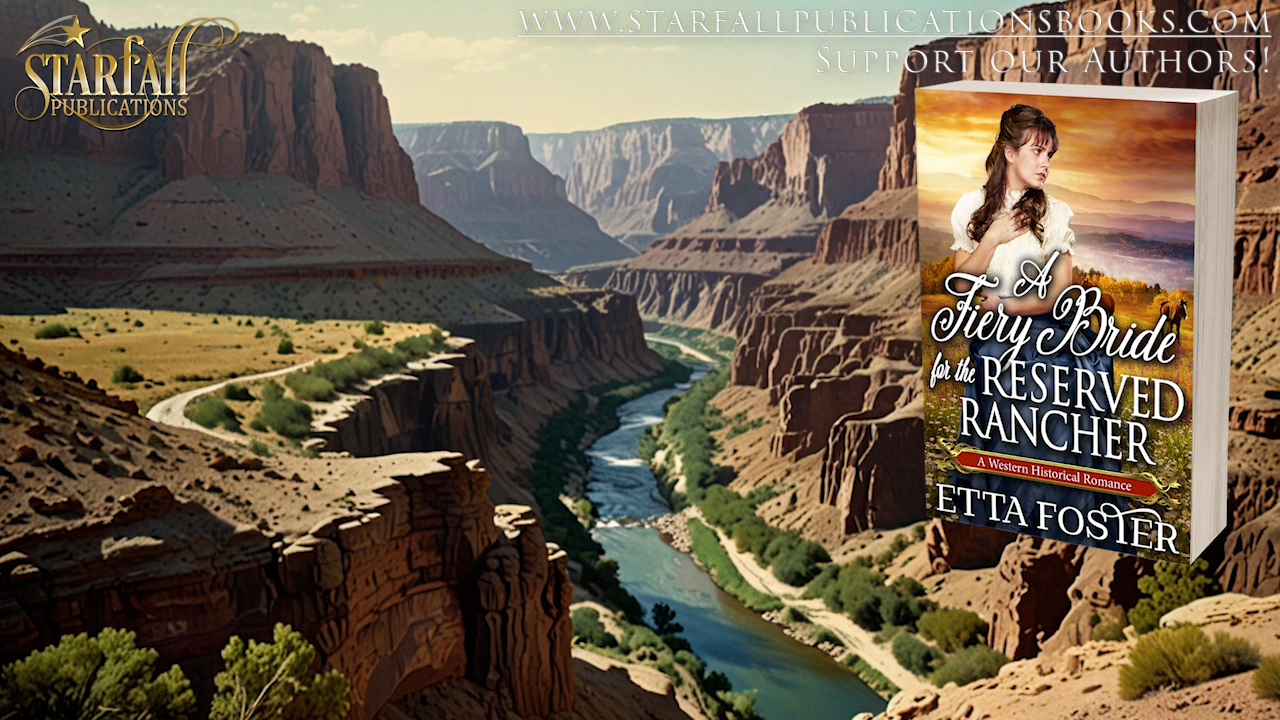 STARfall
PUBLICATIONS
www.starfallpublicationsbooks.com
Support our Authors!
A
Fiery Bride
for the RESERVED
RANCHER
A Western Historical Romance
ETTA FOSTER